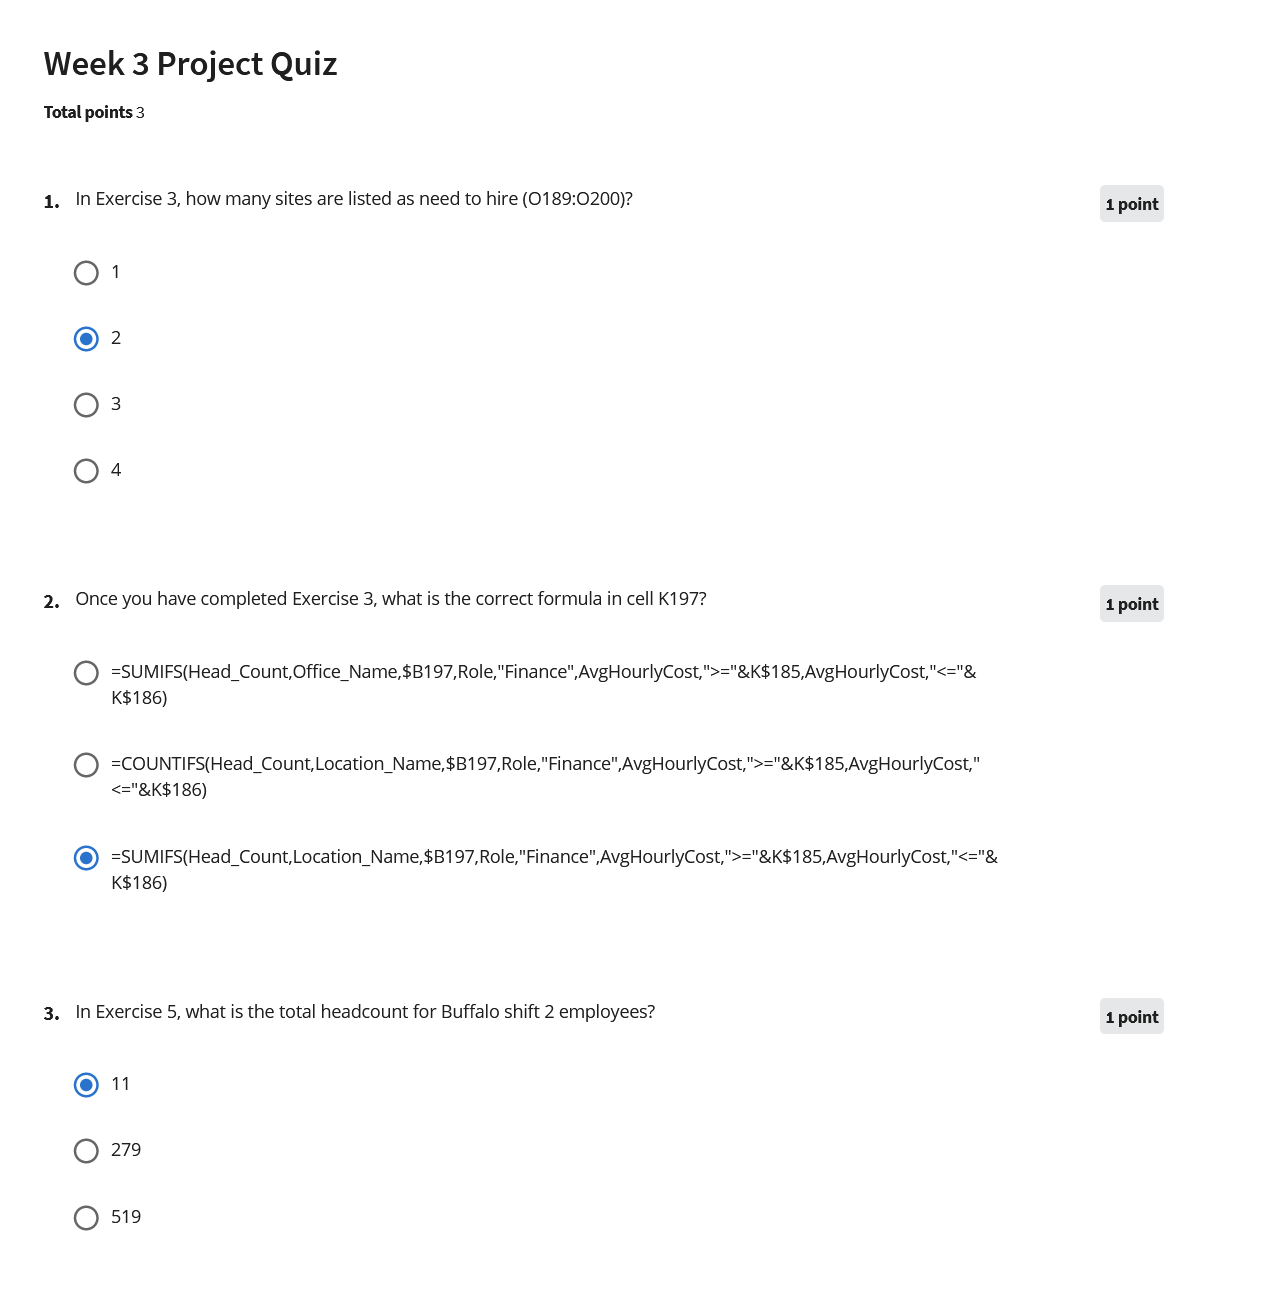 Week 3 Project Quiz
Total points 3
1. In Exercise 3, how many sites are listed as need to hire (O189:O200)?
1 point
1
2
3
4
2. Once you have completed Exercise 3, what is the correct formula in cell K197?
1 point
=SUMIFS(Head_Count,Office_Name,$B197,Role,"Finance",AvgHourlyCost,">="&K$185,AvgHourlyCost,"<="&
K$186)
=COUNTIFS(Head_Count,Location_Name,$B197,Role,"Finance",AvgHourlyCost,">="&K$185,AvgHourlyCost,"
<="&K$186)
=SUMIFS(Head_Count,Location_Name,$B197,Role,"Finance",AvgHourlyCost,">="&K$185,AvgHourlyCost,"<="&
K$186)
3. In Exercise 5, what is the total headcount for Buffalo shift 2 employees?
1 point
11
279
519